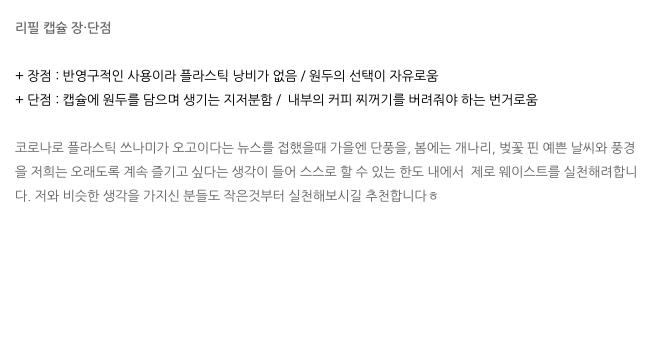 리필 캡슐 장·단점
+ 장점 : 반영구적인 사용이라 플라스틱 낭비가 없음 / 원두의 선택이 자유로움
+ 단점 : 캡슐에 원두를 담으며 생기는 지저분함 /  내부의 커피 찌꺼기를 버려줘야 하는 번거로움
코로나로 플라스틱 쓰나미가 오고이다는 뉴스를 접했을때 가을엔 단풍을, 봄에는 개나리, 벚꽃 핀 예쁜 날씨와 풍경
을 저희는 오래도록 계속 즐기고 싶다는 생각이 들어 스스로 할 수 있는 한도 내에서  제로 웨이스트를 실천해려합니
다. 저와 비슷한 생각을 가지신 분들도 작은것부터 실천해보시길 추천합니다ㅎ